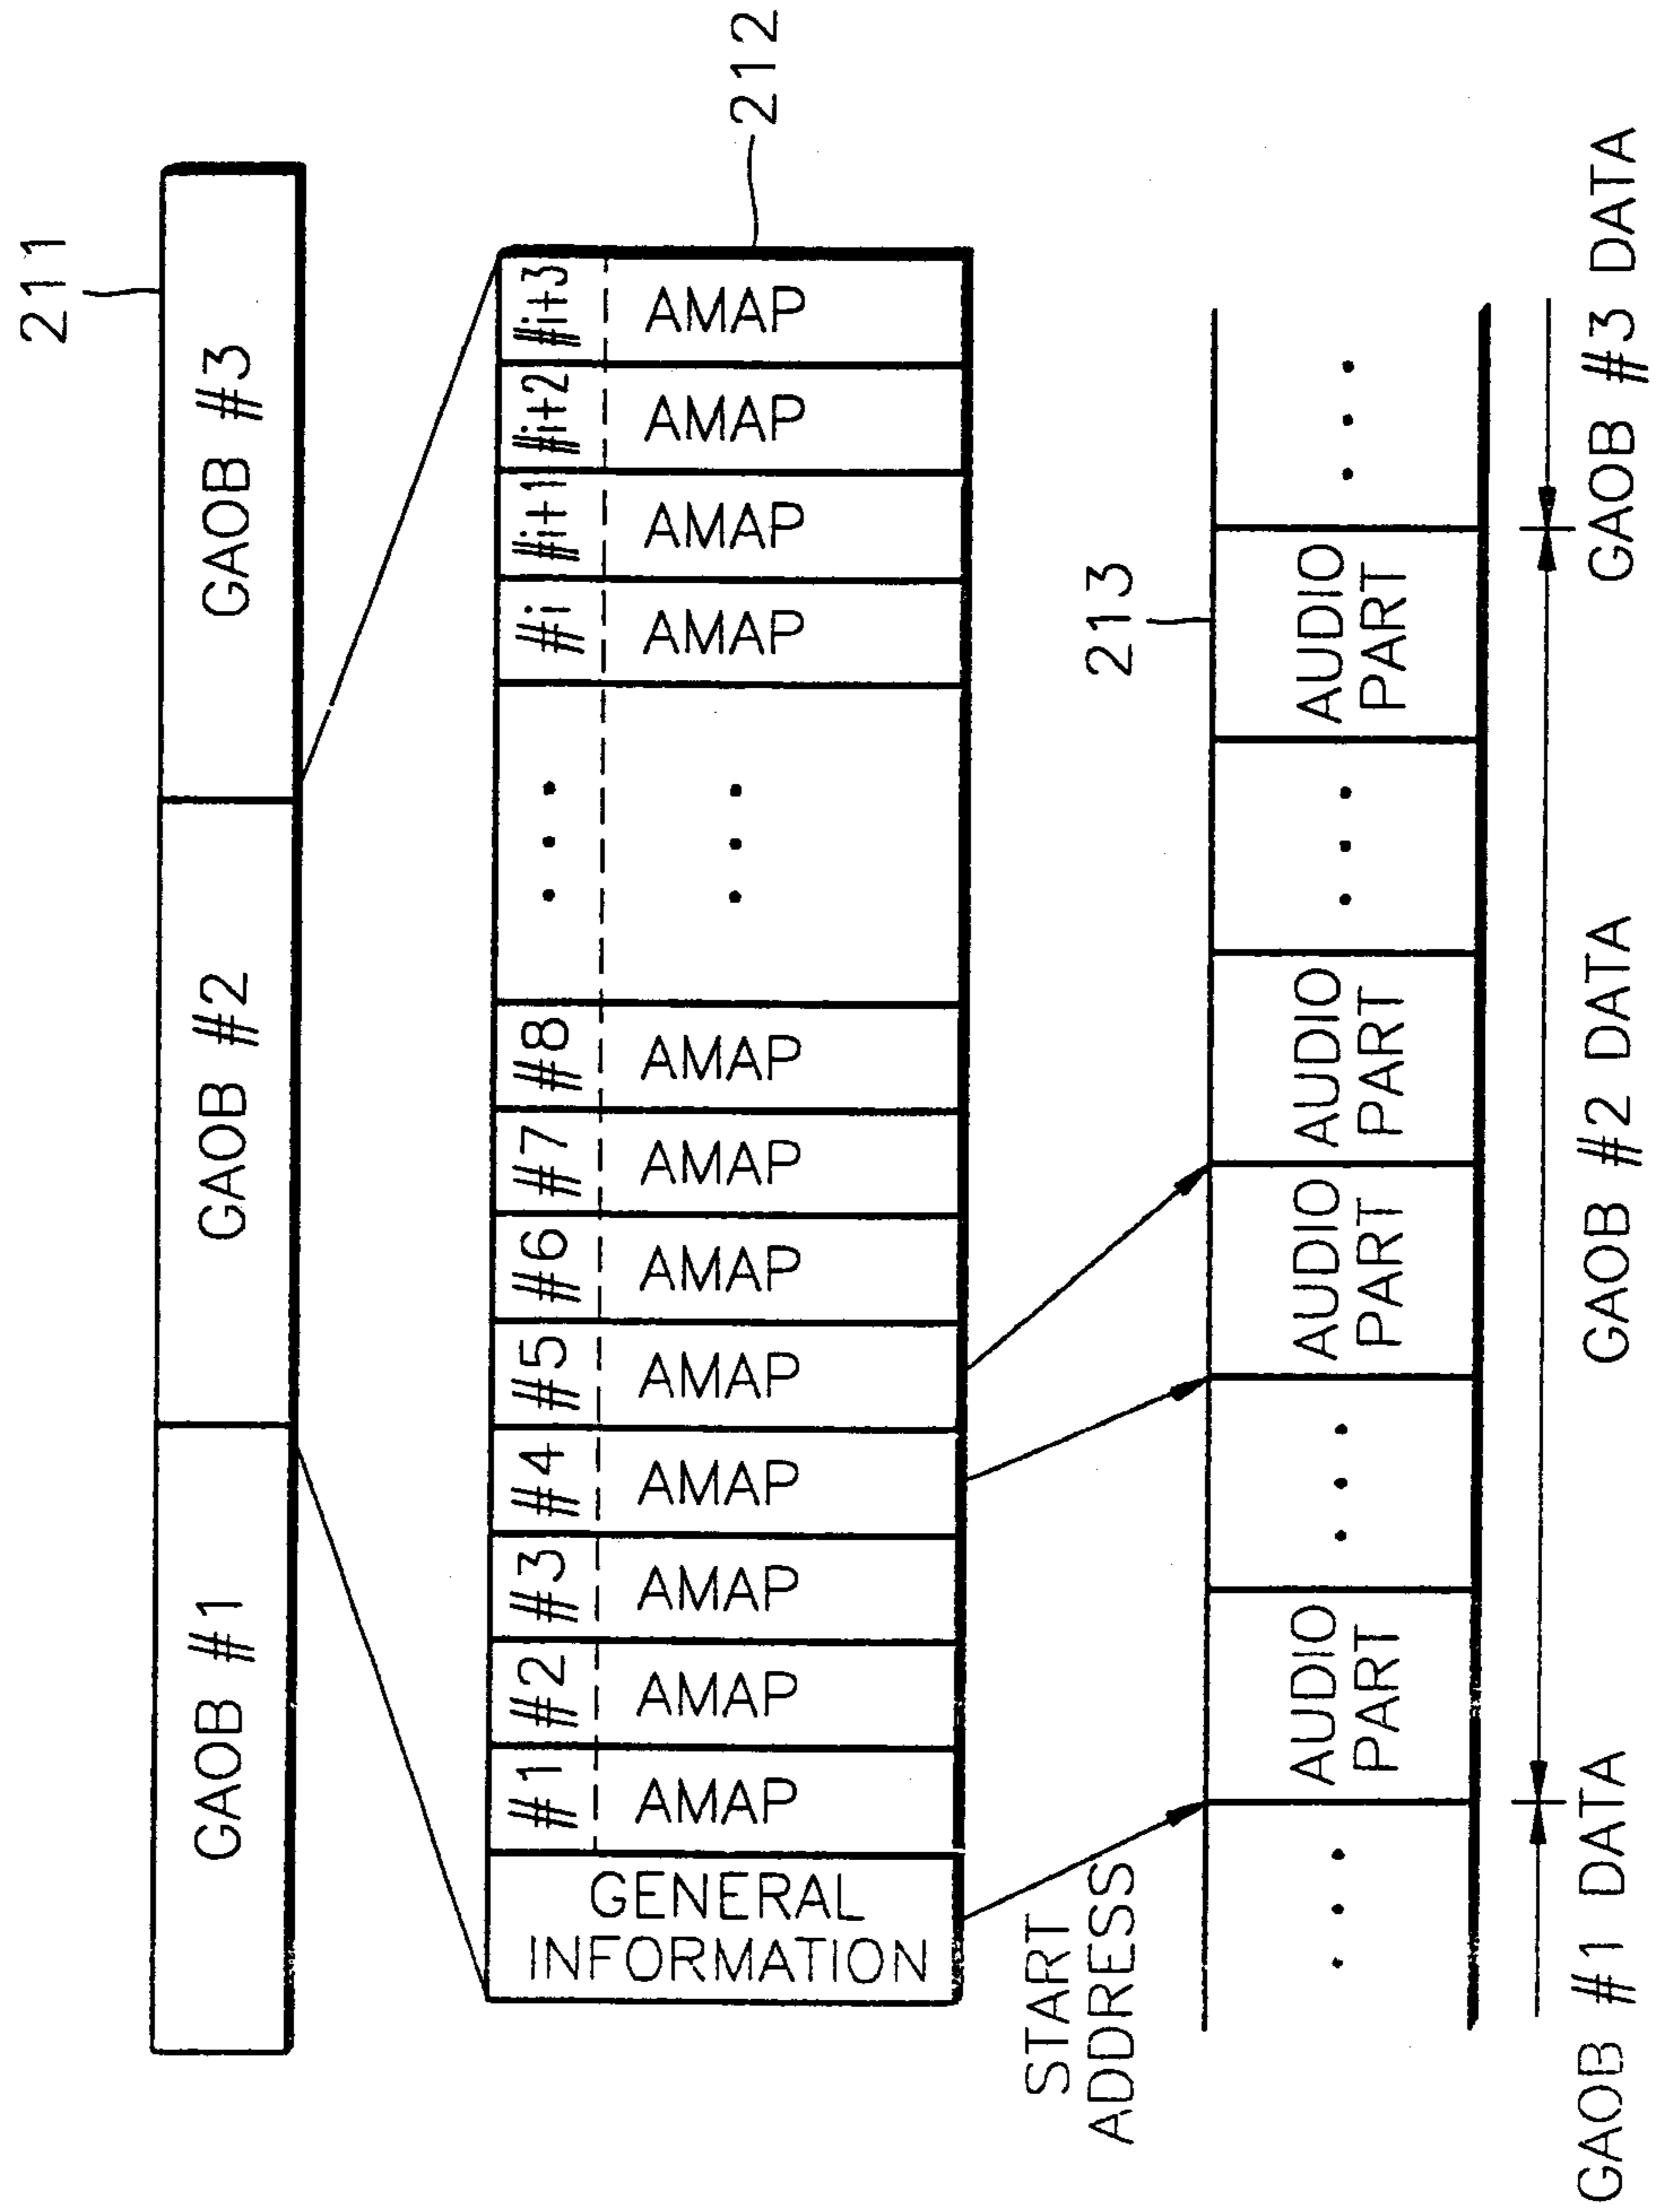 211
GAOB #1 GAOB #2 GAOB #3
212
#1 #2 #3 #4 #5 #6 #7 #8 ... #i #i+1 #i+2 #i+3
GENERAL
INFORMATION
AMAP AMAP AMAP AMAP AMAP AMAP AMAP AMAP ... AMAP AMAP AMAP AMAP
START
ADDRESS
213
... AUDIO
PART
... AUDIO
PART
AUDIO
PART
... AUDIO
PART
...
GAOB #1 DATA GAOB #2 DATA GAOB #3 DATA